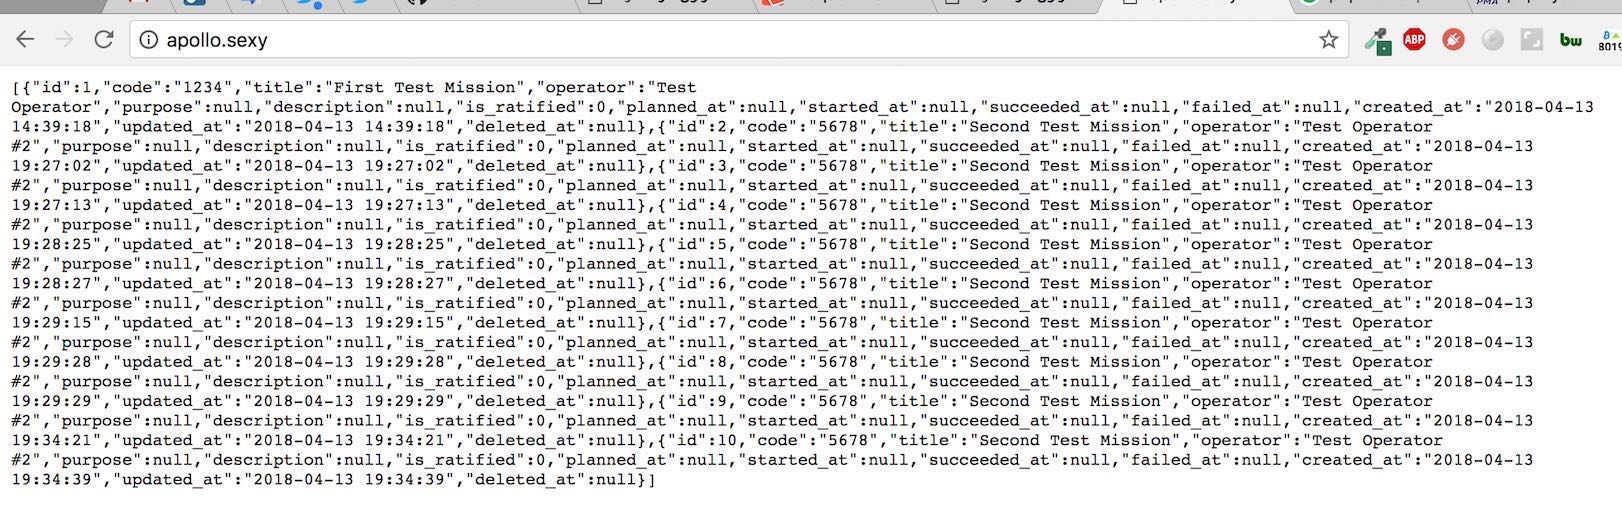 apollo.sexy
ABP
bw
B019
[{"id":1,"code":"1234","title":"First Test Mission","operator":"Test
Operator","purpose":null,"description":null,"is_ratified":0,"planned_at":null,"started_at":null,"succeeded_at":null,"failed_at":null,"created_at":"2018-04-13
14:39:18","updated_at":"2018-04-13 14:39:18","deleted_at":null},{"id":2,"code":"5678","title":"Second Test Mission","operator":"Test Operator
#2","purpose":null,"description":null,"is_ratified":0,"planned_at":null,"started_at":null,"succeeded_at":null,"failed_at":null,"created_at":"2018-04-13
19:27:02","updated_at":"2018-04-13 19:27:02","deleted_at":null},{"id":3,"code":"5678","title":"Second Test Mission","operator":"Test Operator
#2","purpose":null,"description":null,"is_ratified":0,"planned_at":null,"started_at":null,"succeeded_at":null,"failed_at":null,"created_at":"2018-04-13
19:27:13","updated_at":"2018-04-13 19:27:13","deleted_at":null},{"id":4,"code":"5678","title":"Second Test Mission","operator":"Test Operator
#2","purpose":null,"description":null,"is_ratified":0,"planned_at":null,"started_at":null,"succeeded_at":null,"failed_at":null,"created_at":"2018-04-13
19:28:25","updated_at":"2018-04-13 19:28:25","deleted_at":null},{"id":5,"code":"5678","title":"Second Test Mission","operator":"Test Operator
#2","purpose":null,"description":null,"is_ratified":0,"planned_at":null,"started_at":null,"succeeded_at":null,"failed_at":null,"created_at":"2018-04-13
19:28:27","updated_at":"2018-04-13 19:28:27","deleted_at":null},{"id":6,"code":"5678","title":"Second Test Mission","operator":"Test Operator
#2","purpose":null,"description":null,"is_ratified":0,"planned_at":null,"started_at":null,"succeeded_at":null,"failed_at":null,"created_at":"2018-04-13
19:29:15","updated_at":"2018-04-13 19:29:15","deleted_at":null},{"id":7,"code":"5678","title":"Second Test Mission","operator":"Test Operator
#2","purpose":null,"description":null,"is_ratified":0,"planned_at":null,"started_at":null,"succeeded_at":null,"failed_at":null,"created_at":"2018-04-13
19:29:28","updated_at":"2018-04-13 19:29:28","deleted_at":null},{"id":8,"code":"5678","title":"Second Test Mission","operator":"Test Operator
#2","purpose":null,"description":null,"is_ratified":0,"planned_at":null,"started_at":null,"succeeded_at":null,"failed_at":null,"created_at":"2018-04-13
19:29:29","updated_at":"2018-04-13 19:29:29","deleted_at":null},{"id":9,"code":"5678","title":"Second Test Mission","operator":"Test Operator
#2","purpose":null,"description":null,"is_ratified":0,"planned_at":null,"started_at":null,"succeeded_at":null,"failed_at":null,"created_at":"2018-04-13
19:34:21","updated_at":"2018-04-13 19:34:21","deleted_at":null},{"id":10,"code":"5678","title":"Second Test Mission","operator":"Test Operator
#2","purpose":null,"description":null,"is_ratified":0,"planned_at":null,"started_at":null,"succeeded_at":null,"failed_at":null,"created_at":"2018-04-13
19:34:39","updated_at":"2018-04-13 19:34:39","deleted_at":null}]